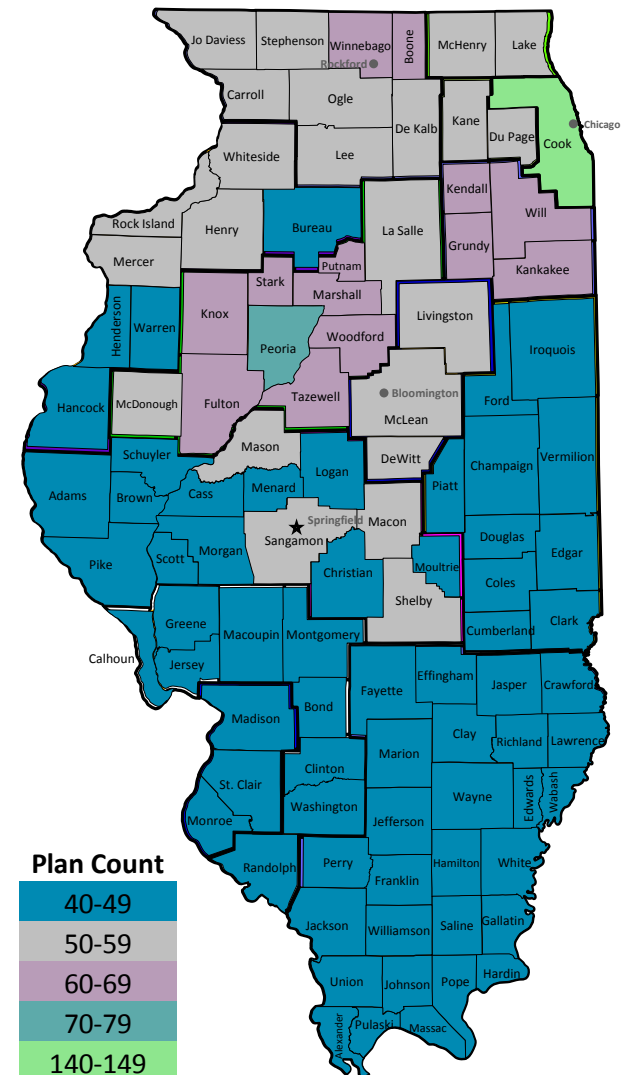 Jo Daviess
Stephenson
Winnebago
Boone
McHenry
Lake
Rockford
Carroll
Ogle
De Kalb
Kane
Du Page
Cook
Chicago
Whiteside
Lee
Kendall
Will
Rock Island
Henry
Bureau
La Salle
Grundy
Mercer
Putnam
Kankakee
Stark
Marshall
Henderson
Warren
Knox
Peoria
Woodford
Livingston
Iroquois
Hancock
McDonough
Fulton
Tazewell
Bloomington
McLean
Ford
Mason
Schuyler
Logan
DeWitt
Champaign
Vermilion
Adams
Brown
Cass
Menard
Piatt
Springfield
Macon
Sangamon
Pike
Scott
Morgan
Christian
Moultrie
Douglas
Edgar
Coles
Shelby
Greene
Macoupin
Montgomery
Cumberland
Clark
Calhoun
Jersey
Effingham
Fayette
Jasper
Crawford
Madison
Bond
Clay
Marion
Richland
Lawrence
St. Clair
Clinton
Washington
Wayne
Edwards
Wabash
Monroe
Jefferson
Randolph
Perry
Hamilton
White
Franklin
Jackson
Williamson
Saline
Gallatin
Union
Johnson
Pope
Hardin
Alexander
Pulaski
Massac
Plan Count
40-49
50-59
60-69
70-79
140-149